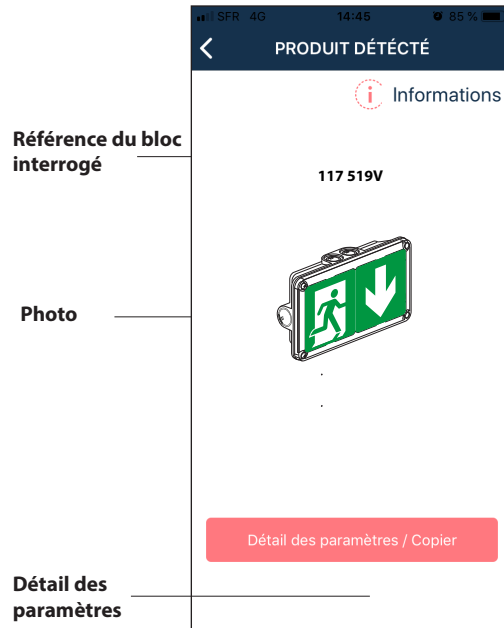 SFR 4G 14:45 85 %
PRODUIT DÉTÉCTÉ
i Informations
Référence du bloc
interrogé
117 519V
Photo
.
.
Détail des paramètres / Copier
Détail des
paramètres